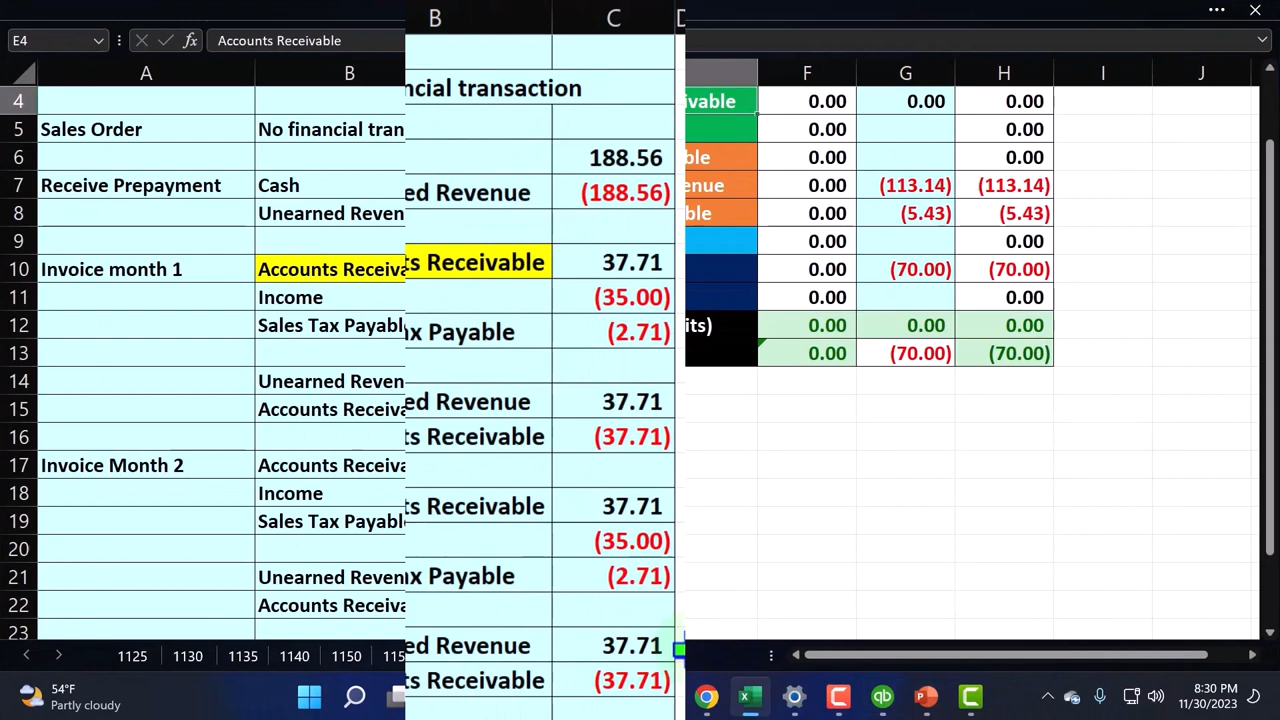 E4 Accounts Receivable
A B F G H I J
B C D
4 ivable 0.00 0.00 0.00
5 Sales Order No financial tran 0.00 0.00
6 ble 0.00 0.00
7 Receive Prepayment Cash enue 0.00 (113.14) (113.14)
8 Unearned Reven ble 0.00 (5.43) (5.43)
9 0.00 0.00
10 Invoice month 1 Accounts Receiva 0.00 (70.00) (70.00)
11 Income 0.00 0.00
12 Sales Tax Payabl its) 0.00 0.00 0.00
13 0.00 (70.00) (70.00)
14 Unearned Reven
15 Accounts Receiva
16
17 Invoice Month 2 Accounts Receiva
18 Income
19 Sales Tax Payabl
20
21 Unearned Reven
22 Accounts Receiva
23
ncial transaction
188.56
ed Revenue (188.56)
ts Receivable 37.71
(35.00)
ax Payable (2.71)
ed Revenue 37.71
ts Receivable (37.71)
ts Receivable 37.71
(35.00)
ax Payable (2.71)
ed Revenue 37.71
ts Receivable (37.71)
1125 1130 1135 1140 1150 115
54°F
Partly cloudy
8:30 PM
11/30/2023